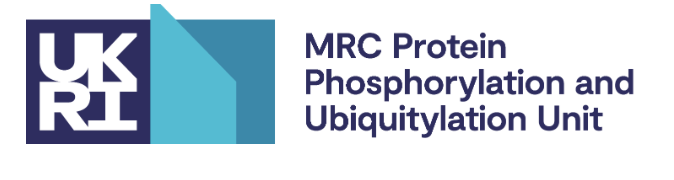 UK
RI
MRC Protein
Phosphorylation and
Ubiquitylation Unit